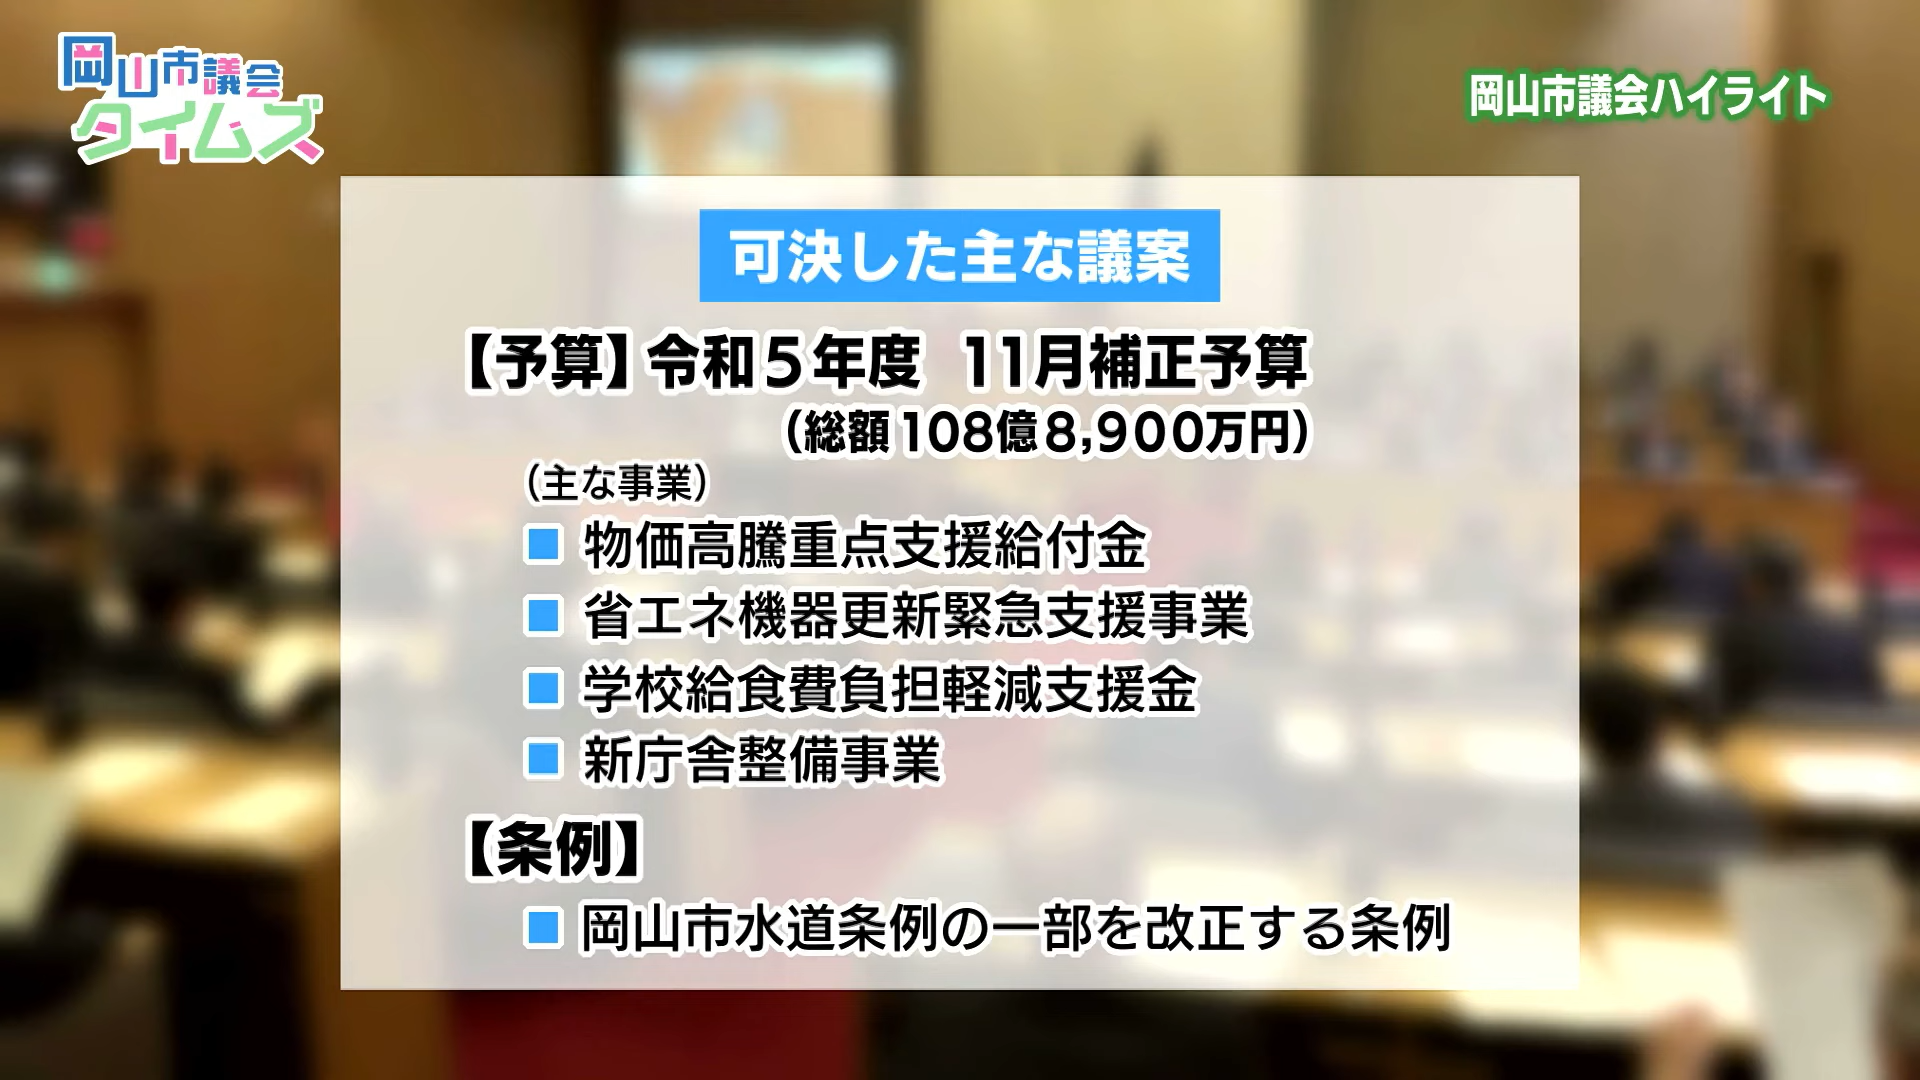 岡山市議会
タイムズ
岡山市議会ハイライト
可決した主な議案
【予算】令和5年度 11月補正予算
（総額108億8,900万円）
（主な事業）
■ 物価高騰重点支援給付金
■ 省エネ機器更新緊急支援事業
■ 学校給食費負担軽減支援金
■ 新庁舎整備事業
【条例】
■ 岡山市水道条例の一部を改正する条例